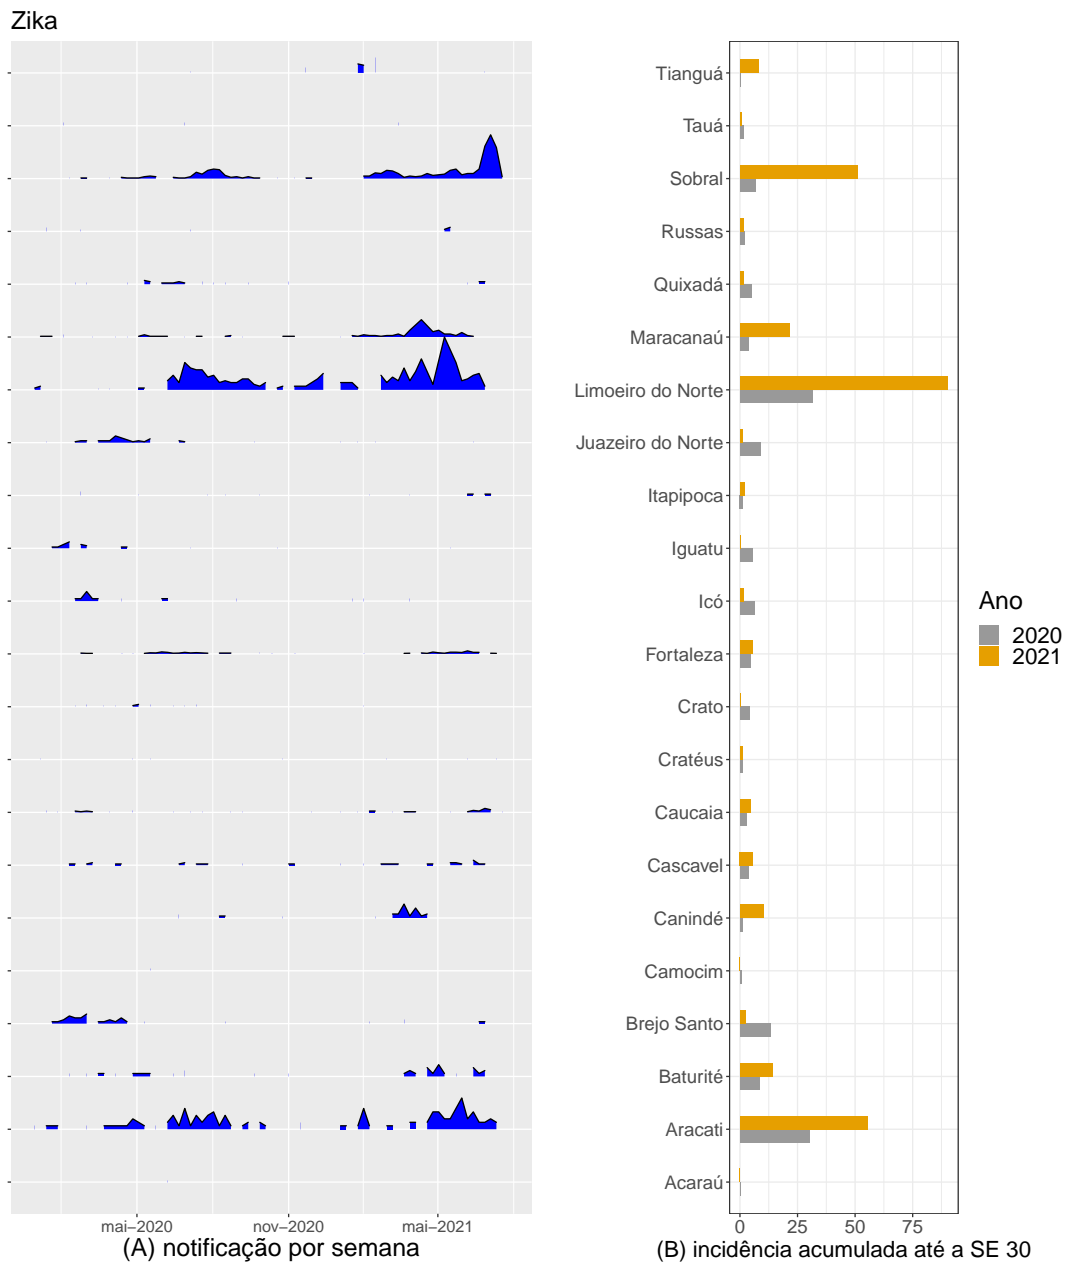 Zika
Tianguá
Tauá
Sobral
Russas
Quixadá
Maracanaú
Limoeiro do Norte
Juazeiro do Norte
Itapipoca
Iguatu
Icó
Fortaleza
Crato
Cratéus
Caucaia
Cascavel
Canindé
Camocim
Brejo Santo
Baturité
Aracati
Acaraú
Ano
2020
2021
mai−2020 nov−2020 mai−2021
0 25 50 75
(A) notificação por semana
(B) incidência acumulada até a SE 30